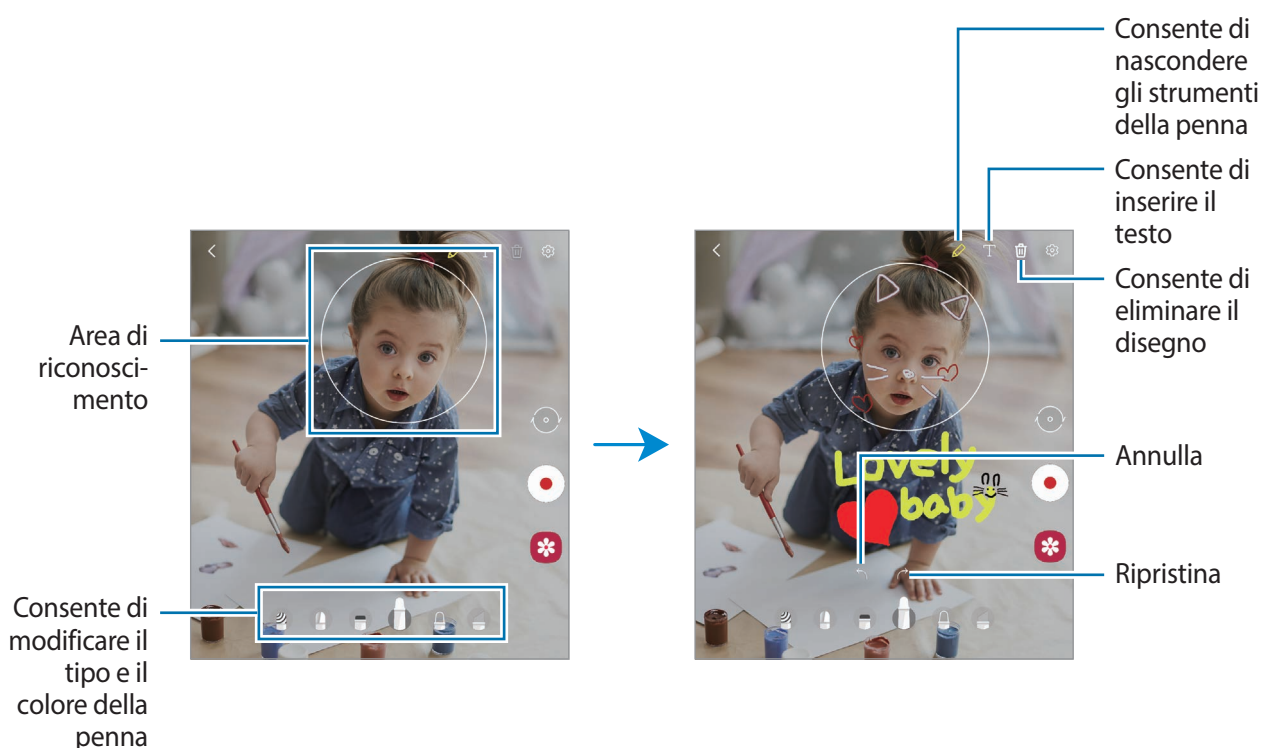 Consente di
nascondere
gli strumenti
della penna
Consente di
inserire il
testo
Consente di
eliminare il
disegno
Area di
riconosci-
mento
Lovely
baby
Annulla
Ripristina
Consente di
modificare il
tipo e il
colore della
penna